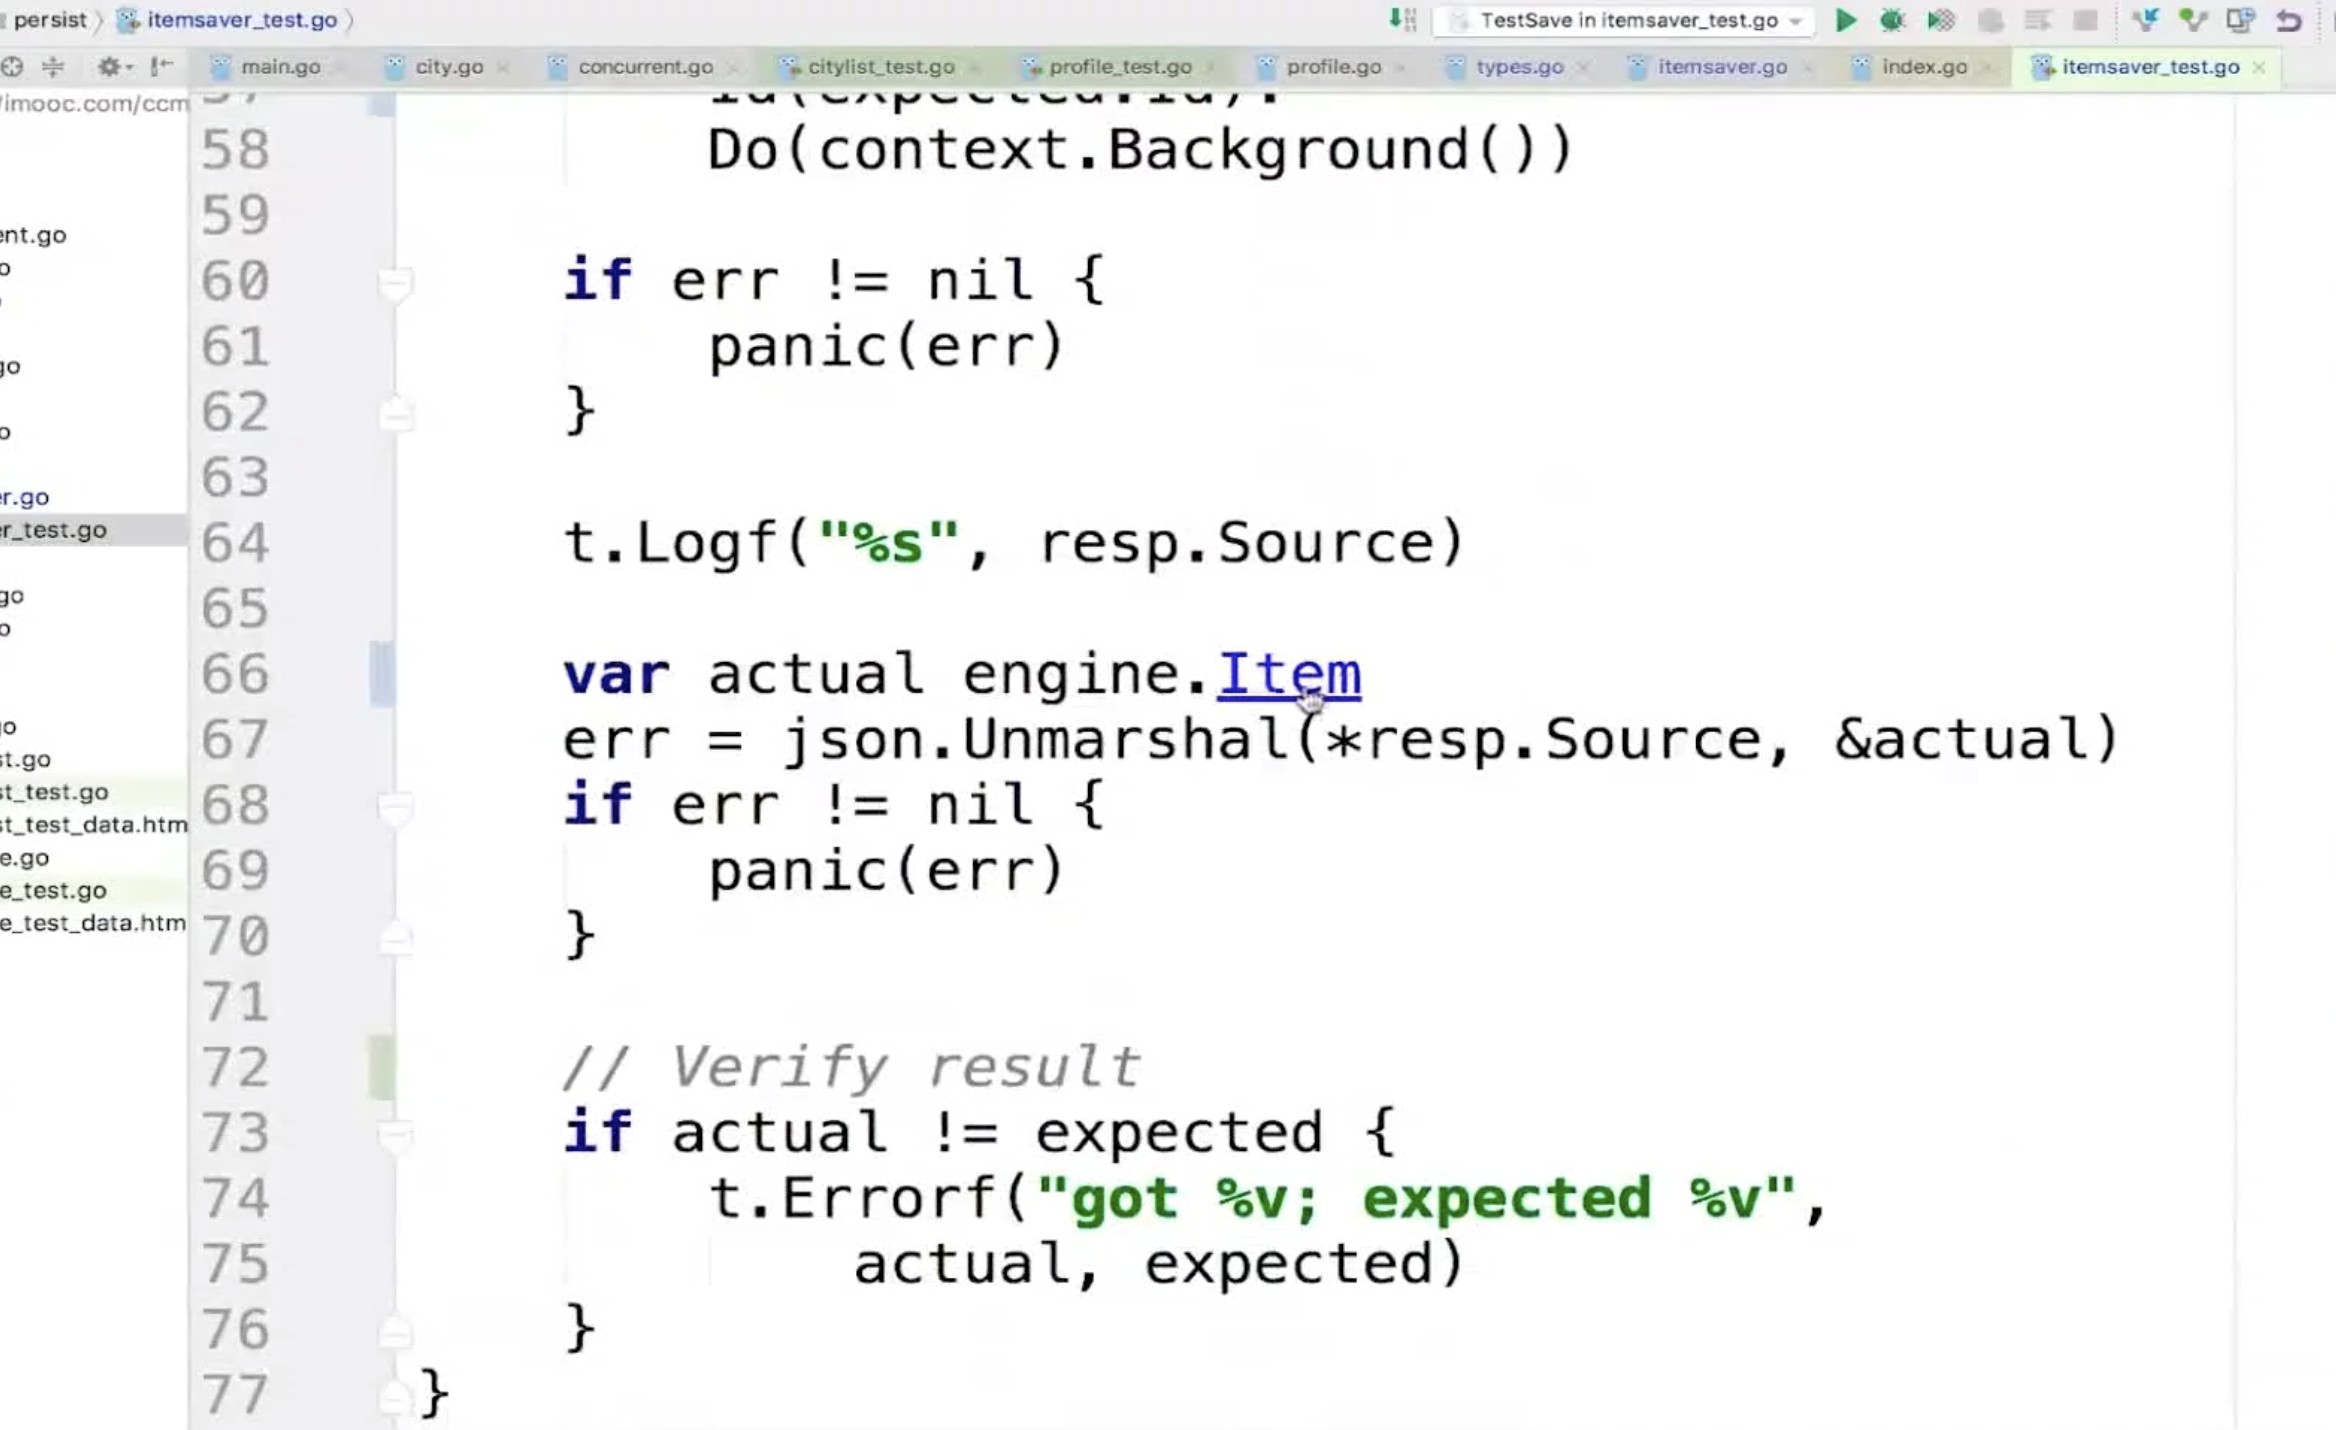 persist
itemsaver_test.go
TestSave in itemsaver_test.go
main.go
city.go
concurrent.go
citylist_test.go
profile_test.go
profile.go
types.go
itemsaver.go
index.go
itemsaver_test.go
/imooc.com/ccm
ent.go
go
er.go
er_test.go
go
st.go
st_test.go
st_test_data.htm
e.go
e_test.go
e_test_data.htm
57 Id(expected.Id).
58 Do(context.Background())
59
60 if err != nil {
61 panic(err)
62 }
63
64 t.Logf("%s", resp.Source)
65
66 var actual engine.Item
67 err = json.Unmarshal(*resp.Source, &actual)
68 if err != nil {
69 panic(err)
70 }
71
72 // Verify result
73 if actual != expected {
74 t.Errorf("got %v; expected %v",
75 actual, expected)
76 }
77 }